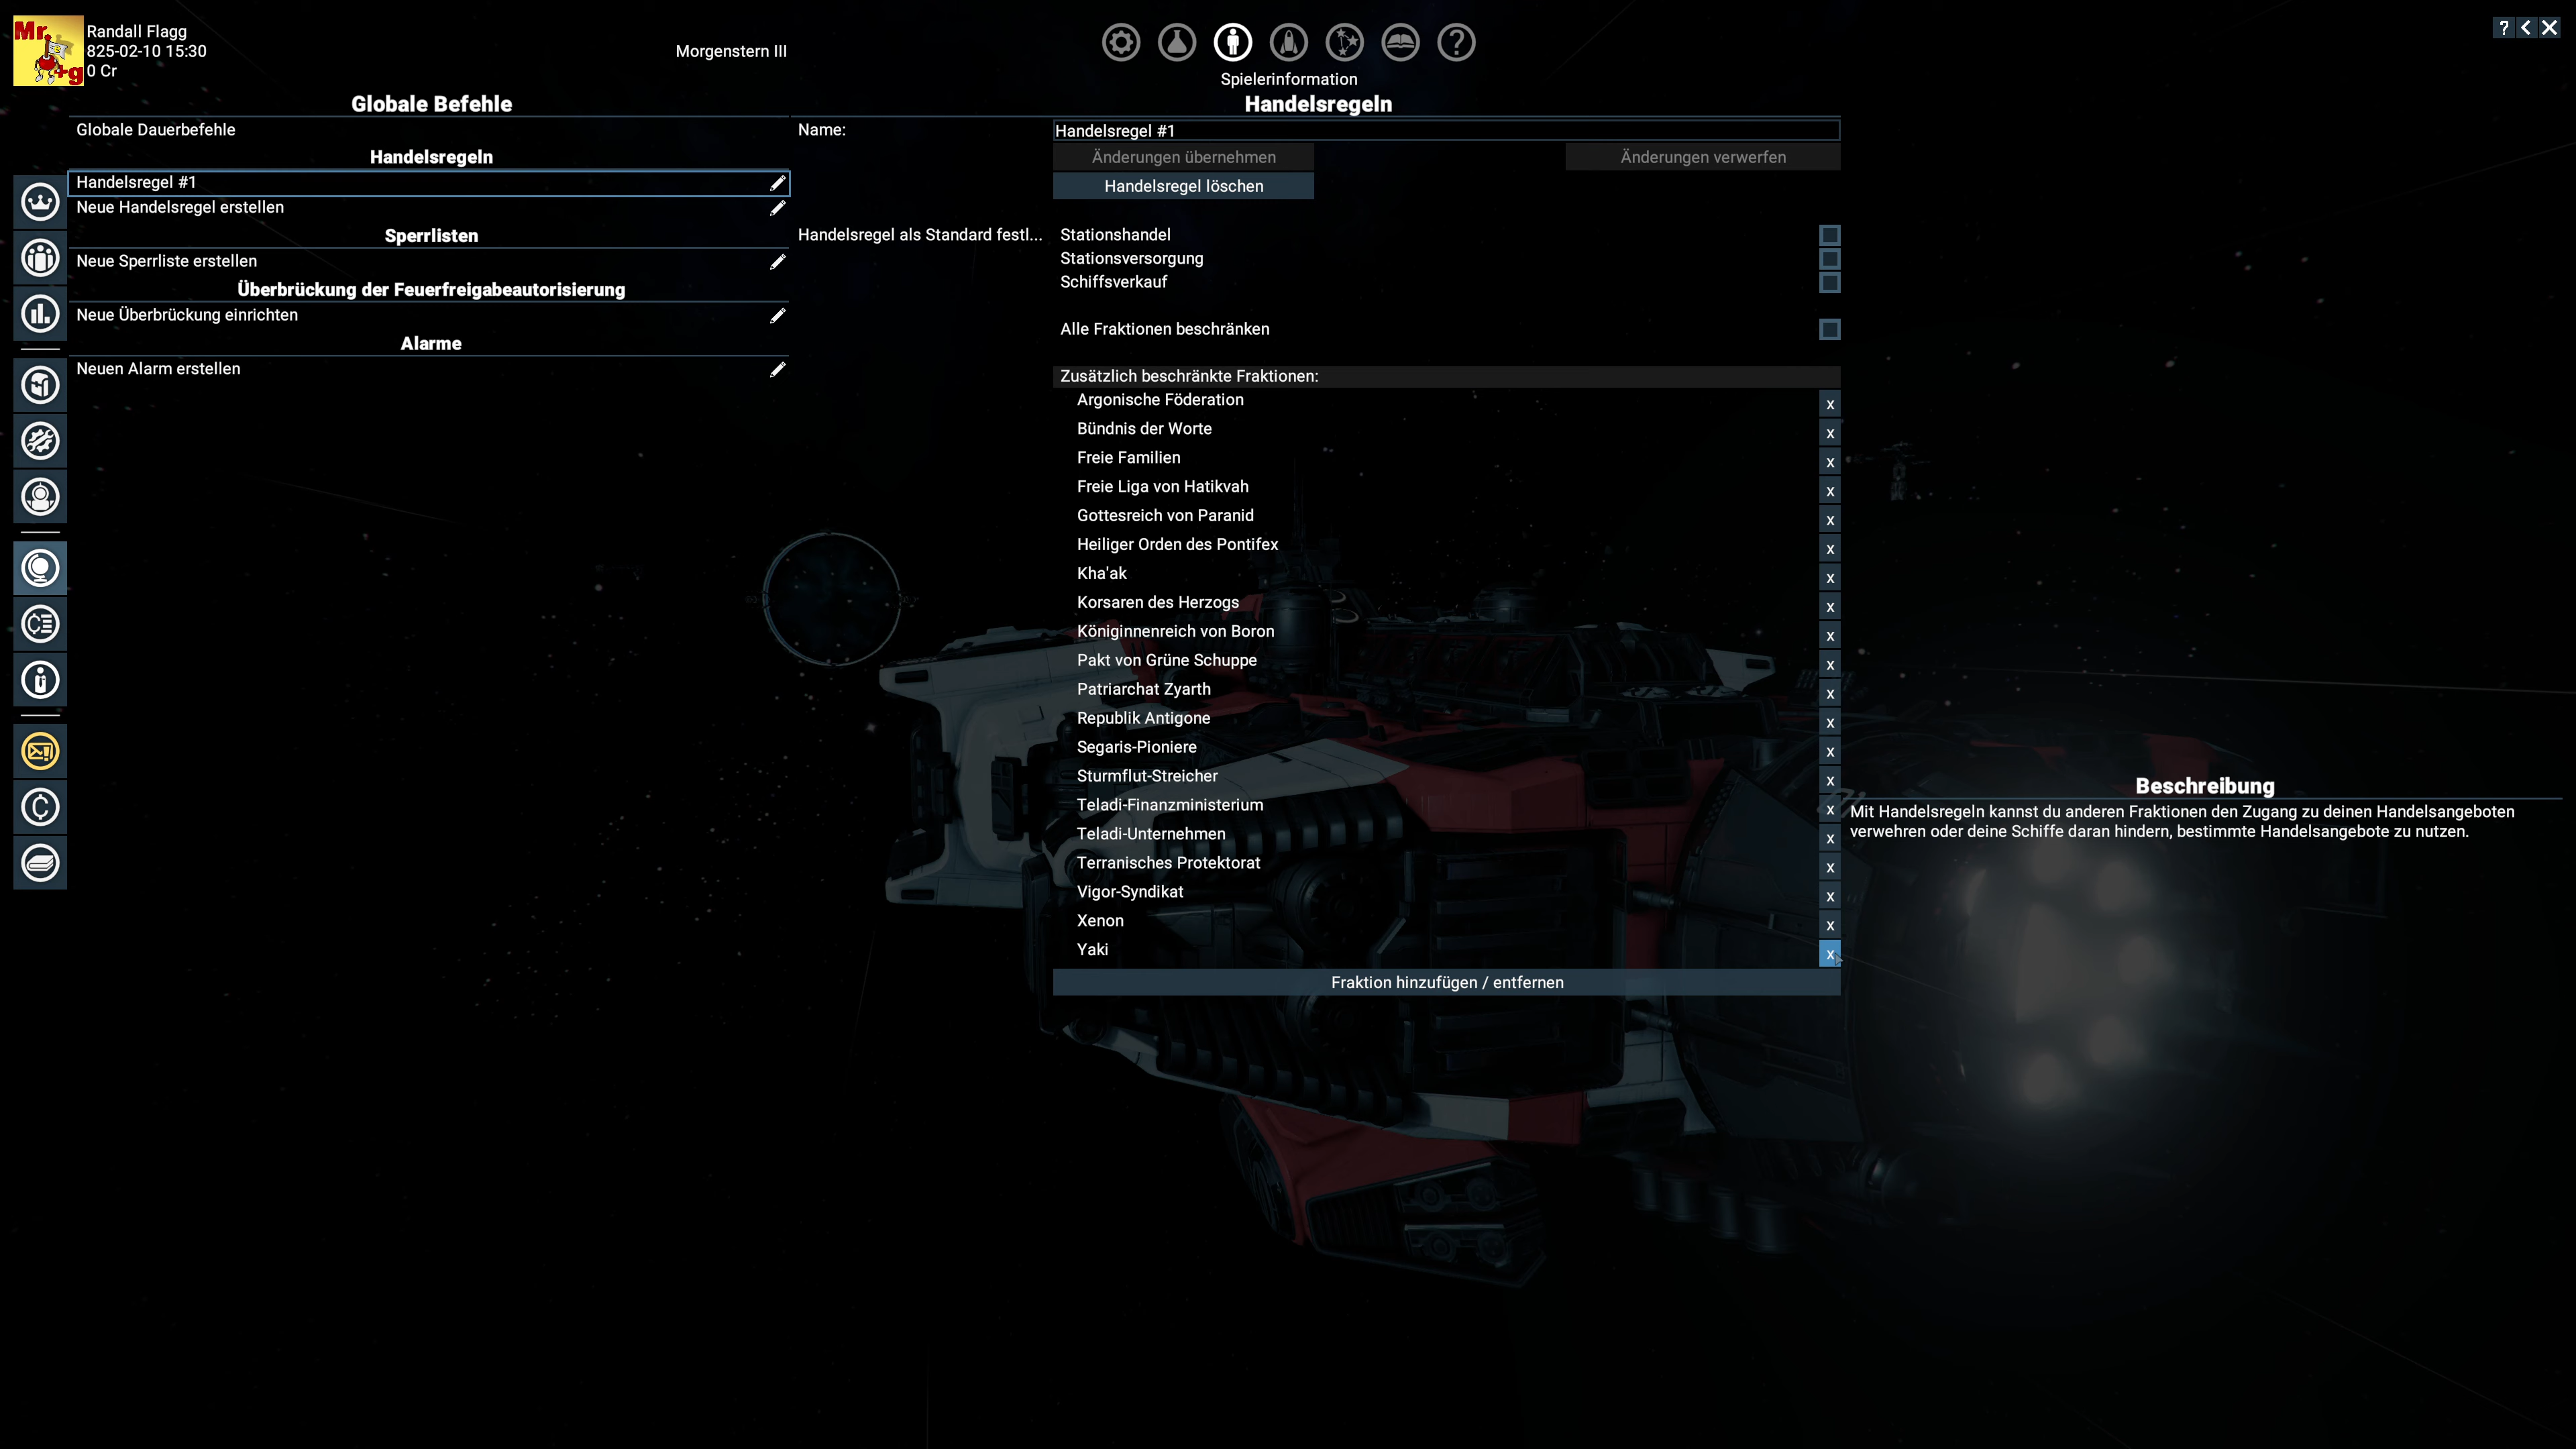 Mr.
+g
Randall Flagg
825-02-10 15:30
0 Cr
Morgenstern III
Spielerinformation
?
Globale Befehle
Globale Dauerbefehle
Handelsregeln
Handelsregel #1
Neue Handelsregel erstellen
Sperrlisten
Neue Sperrliste erstellen
Überbrückung der Feuerfreigabeautorisierung
Neue Überbrückung einrichten
Alarme
Neuen Alarm erstellen
Handelsregeln
Name:
Handelsregel #1
Änderungen übernehmen
Änderungen verwerfen
Handelsregel löschen
Handelsregel als Standard festl...
Stationshandel
Stationsversorgung
Schiffsverkauf
Alle Fraktionen beschränken
Zusätzlich beschränkte Fraktionen:
Argonische Föderation x
Bündnis der Worte x
Freie Familien x
Freie Liga von Hatikvah x
Gottesreich von Paranid x
Heiliger Orden des Pontifex x
Kha'ak x
Korsaren des Herzogs x
Königinnenreich von Boron x
Pakt von Grüne Schuppe x
Patriarchat Zyarth x
Republik Antigone x
Segaris-Pioniere x
Sturmflut-Streicher x
Teladi-Finanzministerium x
Teladi-Unternehmen x
Terranisches Protektorat x
Vigor-Syndikat x
Xenon x
Yaki x
Fraktion hinzufügen / entfernen
Beschreibung
Mit Handelsregeln kannst du anderen Fraktionen den Zugang zu deinen Handelsangeboten
verwehren oder deine Schiffe daran hindern, bestimmte Handelsangebote zu nutzen.